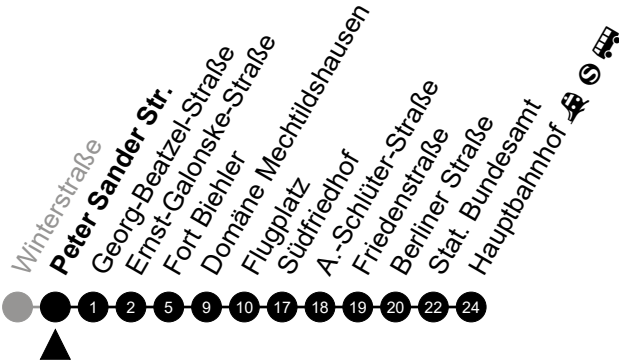 Winterstraße
Peter Sander Str.
Georg-Beatzel-Straße
Ernst-Galonske-Straße
Fort Biehler
Domäne Mechtildshausen
Flugplatz
Südfriedhof
A.-Schlüter-Straße
Friedenstraße
Berliner Straße
Stat. Bundesamt
Hauptbahnhof S
1 2 5 9 10 17 18 19 20 22 24